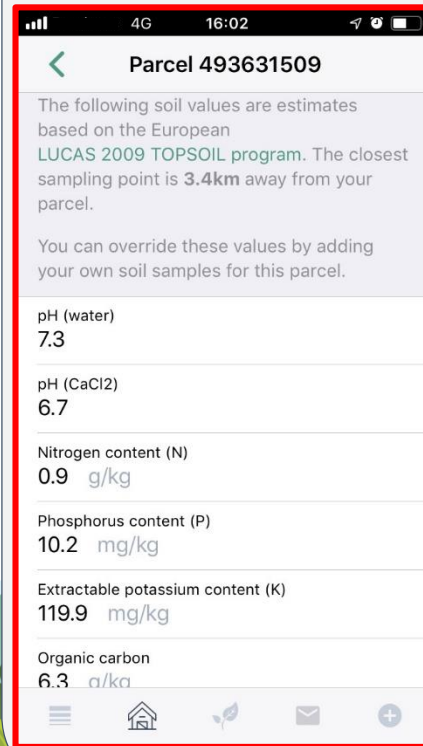 4G 16:02
Parcel 493631509
The following soil values are estimates
based on the European
LUCAS 2009 TOPSOIL program. The closest
sampling point is 3.4km away from your
parcel.
You can override these values by adding
your own soil samples for this parcel.
pH (water)
7.3
pH (CaCl2)
6.7
Nitrogen content (N)
0.9 g/kg
Phosphorus content (P)
10.2 mg/kg
Extractable potassium content (K)
119.9 mg/kg
Organic carbon
6.3 g/kg